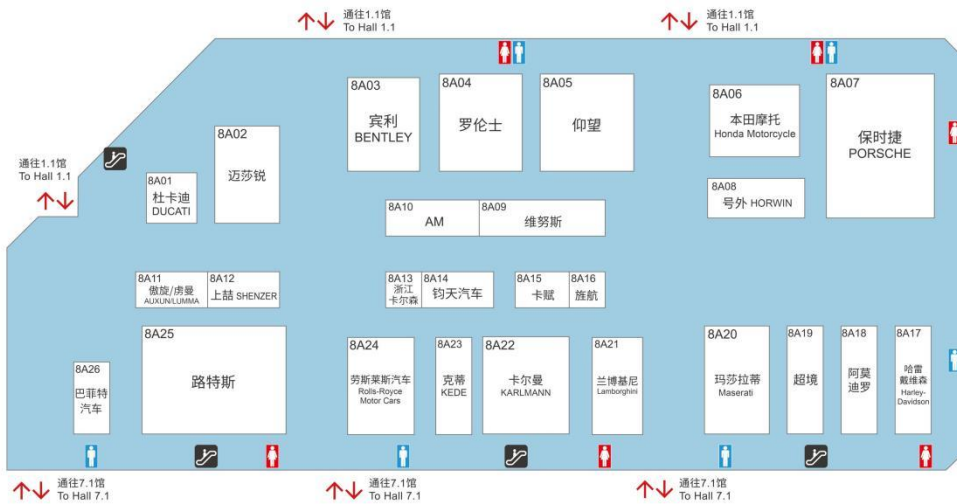 通往1.1馆
To Hall 1.1
通往1.1馆
To Hall 1.1
通往1.1馆
To Hall 1.1
8A01
杜卡迪
DUCATI
8A02
迈莎锐
8A03
宾利
BENTLEY
8A04
罗伦士
8A05
仰望
8A06
本田摩托
Honda Motorcycle
8A07
保时捷
PORSCHE
8A08
号外 HORWIN
8A10
AM
8A09
维努斯
8A11
傲旋/虏曼
AUXUN/LUMMA
8A12
上喆 SHENZER
8A13
浙江
卡尔森
8A14
钧天汽车
8A15
卡赋
8A16
旌航
8A26
巴菲特
汽车
8A25
路特斯
8A24
劳斯莱斯汽车
Rolls-Royce
Motor Cars
8A23
克蒂
KEDE
8A22
卡尔曼
KARLMANN
8A21
兰博基尼
Lamborghini
8A20
玛莎拉蒂
Maserati
8A19
超境
8A18
阿莫
迪罗
8A17
哈雷
戴维森
Harley-
Davidson
通往7.1馆
To Hall 7.1
通往7.1馆
To Hall 7.1
通往7.1馆
To Hall 7.1